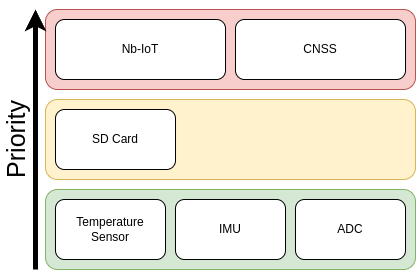 Priority
Nb-IoT
CNSS
SD Card
Temperature
Sensor
IMU
ADC